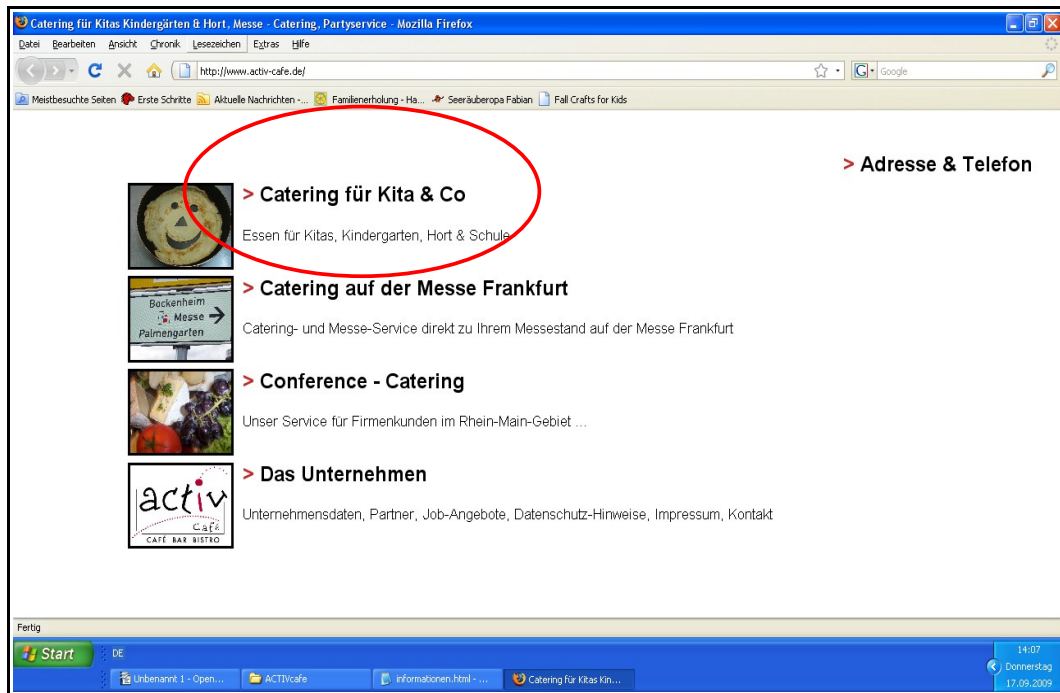 Catering für Kitas Kindergärten & Hort, Messe - Catering, Partyservice - Mozilla Firefox
Datei Bearbeiten Ansicht Chronik Lesezeichen Extras Hilfe
http://www.activ-cafe.de/ G Google
Meistbesuchte Seiten Erste Schritte Aktuelle Nachrichten -... Familienerholung - Ha... Seeräuberopa Fabian Fall Crafts for Kids
> Adresse & Telefon
> Catering für Kita & Co
Essen für Kitas, Kindergarten, Hort & Schule
> Catering auf der Messe Frankfurt
Bockenheim
Messe
Palmengarten
Catering- und Messe-Service direkt zu Ihrem Messestand auf der Messe Frankfurt
> Conference - Catering
Unser Service für Firmenkunden im Rhein-Main-Gebiet ...
> Das Unternehmen
activ
Café
CAFÉ BAR BISTRO
Unternehmensdaten, Partner, Job-Angebote, Datenschutz-Hinweise, Impressum, Kontakt
Fertig
Start DE 14:07
Donnerstag
Unbenannt 1 - Open... ACTIVcafe informationen.html - ... Catering für Kitas Kin... 17.09.2009